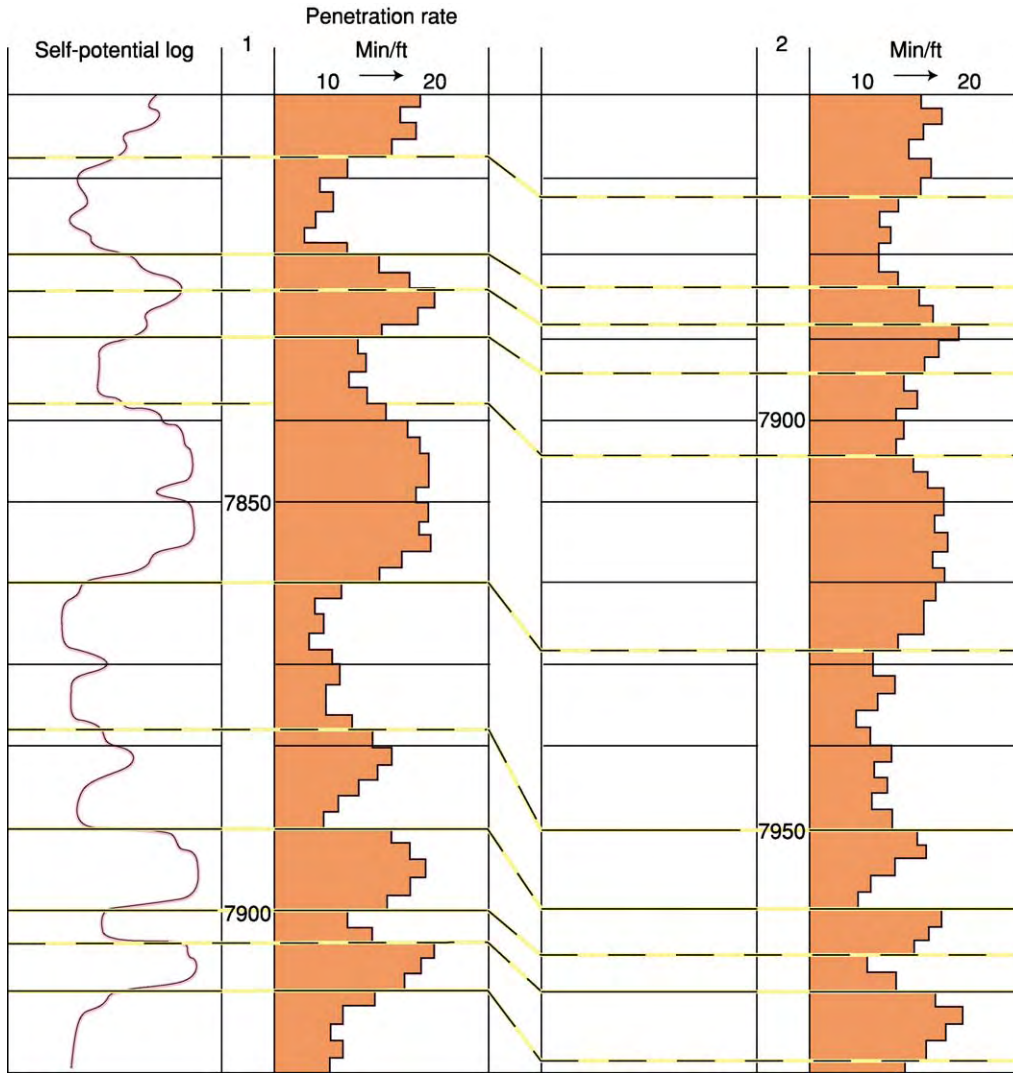 Penetration rate
Self-potential log 1 Min/ft 2 Min/ft
10 → 20 10 → 20
7900
7850
7950
7900